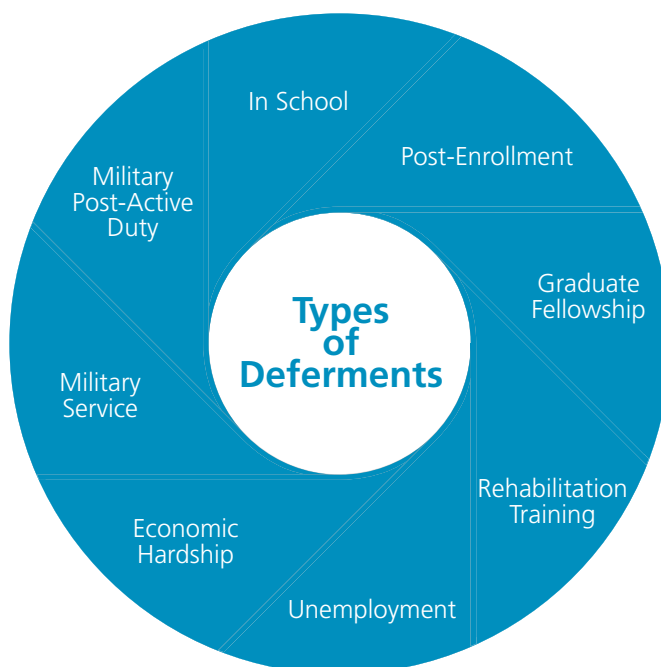 In School
Post-Enrollment
Graduate
Fellowship
Rehabilitation
Training
Unemployment
Economic
Hardship
Military
Service
Military
Post-Active
Duty
Types
of
Deferments